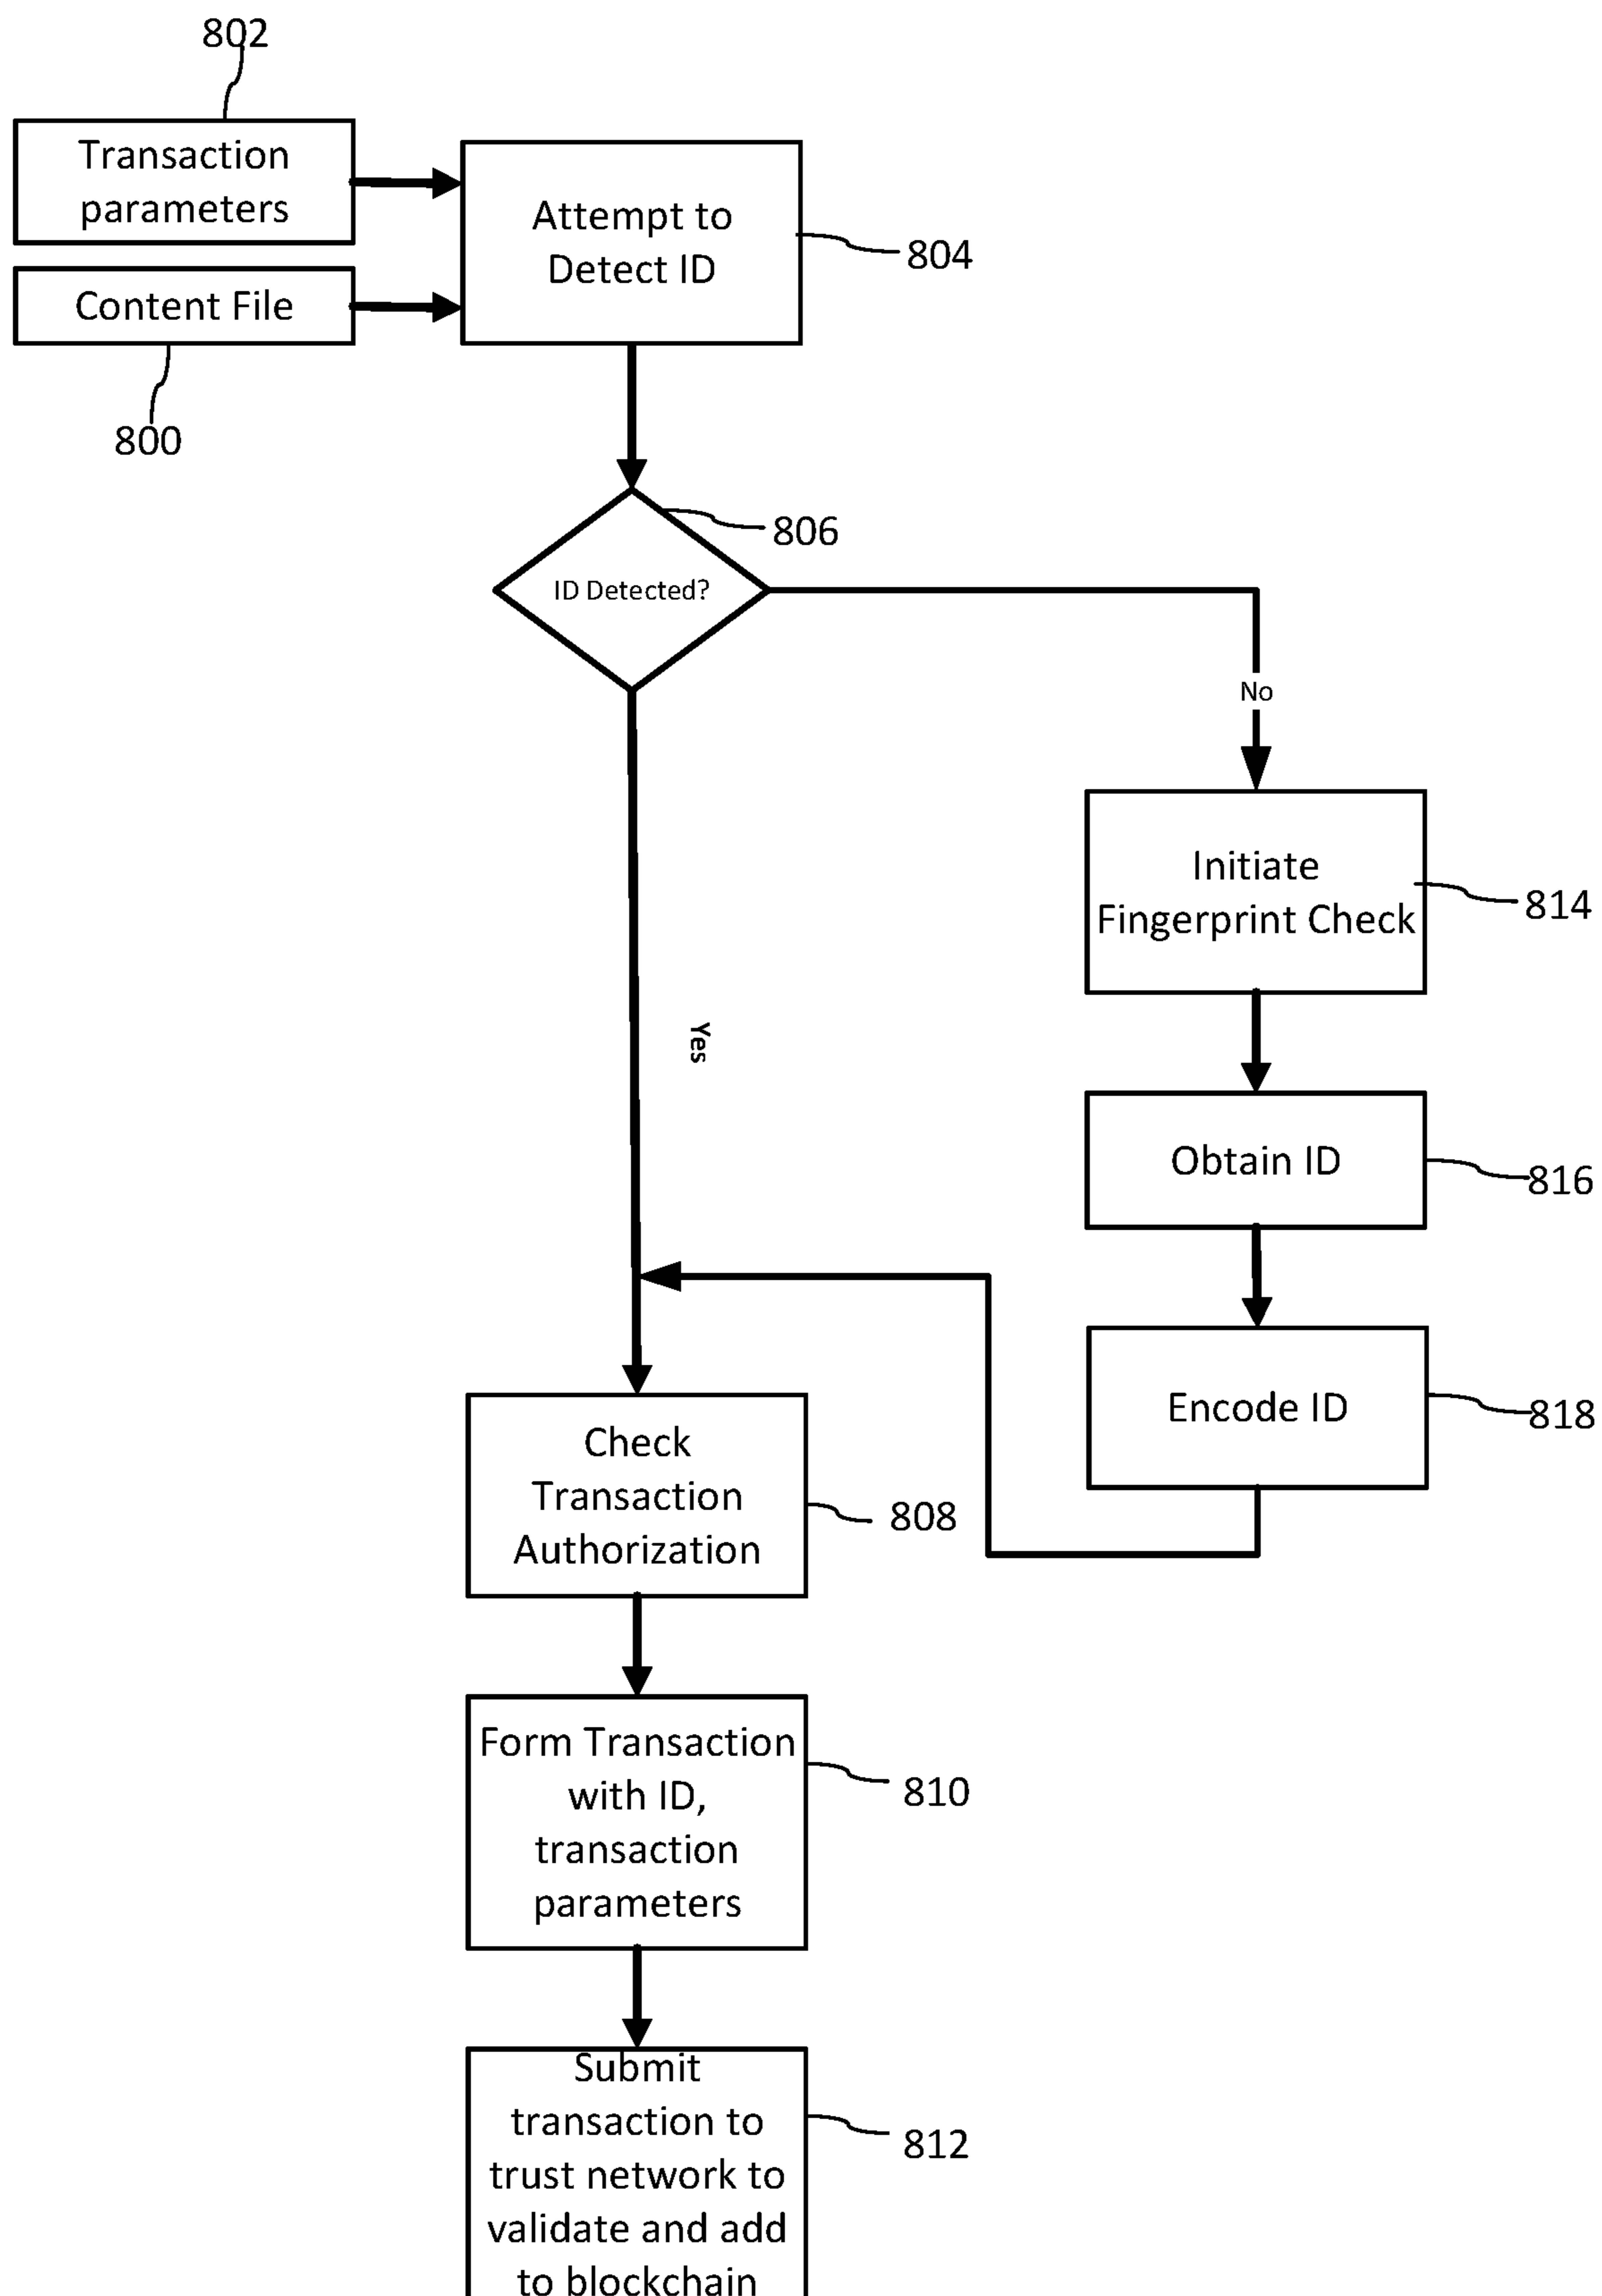 802
Transaction
parameters
Content File
800
Attempt to
Detect ID
804
ID Detected?
806
No
Yes
Initiate
Fingerprint Check
814
Obtain ID
816
Encode ID
818
Check
Transaction
Authorization
808
Form Transaction
with ID,
transaction
parameters
810
Submit
transaction to
trust network to
validate and add
to blockchain
812